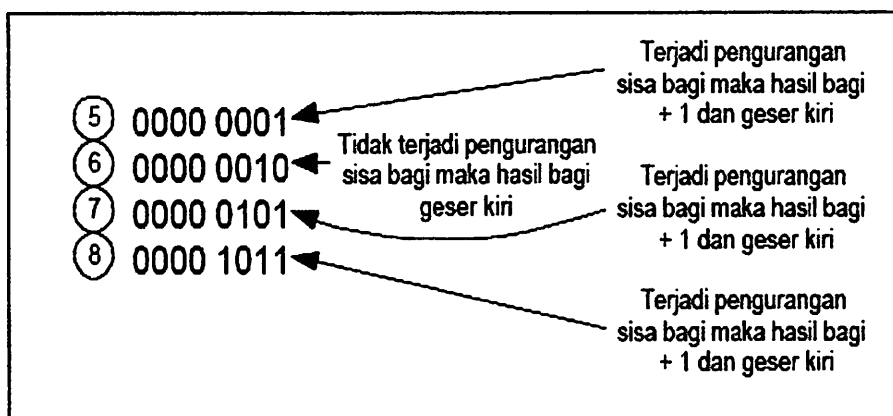 Terjadi pengurangan
sisa bagi maka hasil bagi
+ 1 dan geser kiri
5 0000 0001
6 0000 0010
7 0000 0101
8 0000 1011
Tidak terjadi pengurangan
sisa bagi maka hasil bagi
geser kiri
Terjadi pengurangan
sisa bagi maka hasil bagi
+ 1 dan geser kiri
Terjadi pengurangan
sisa bagi maka hasil bagi
+ 1 dan geser kiri